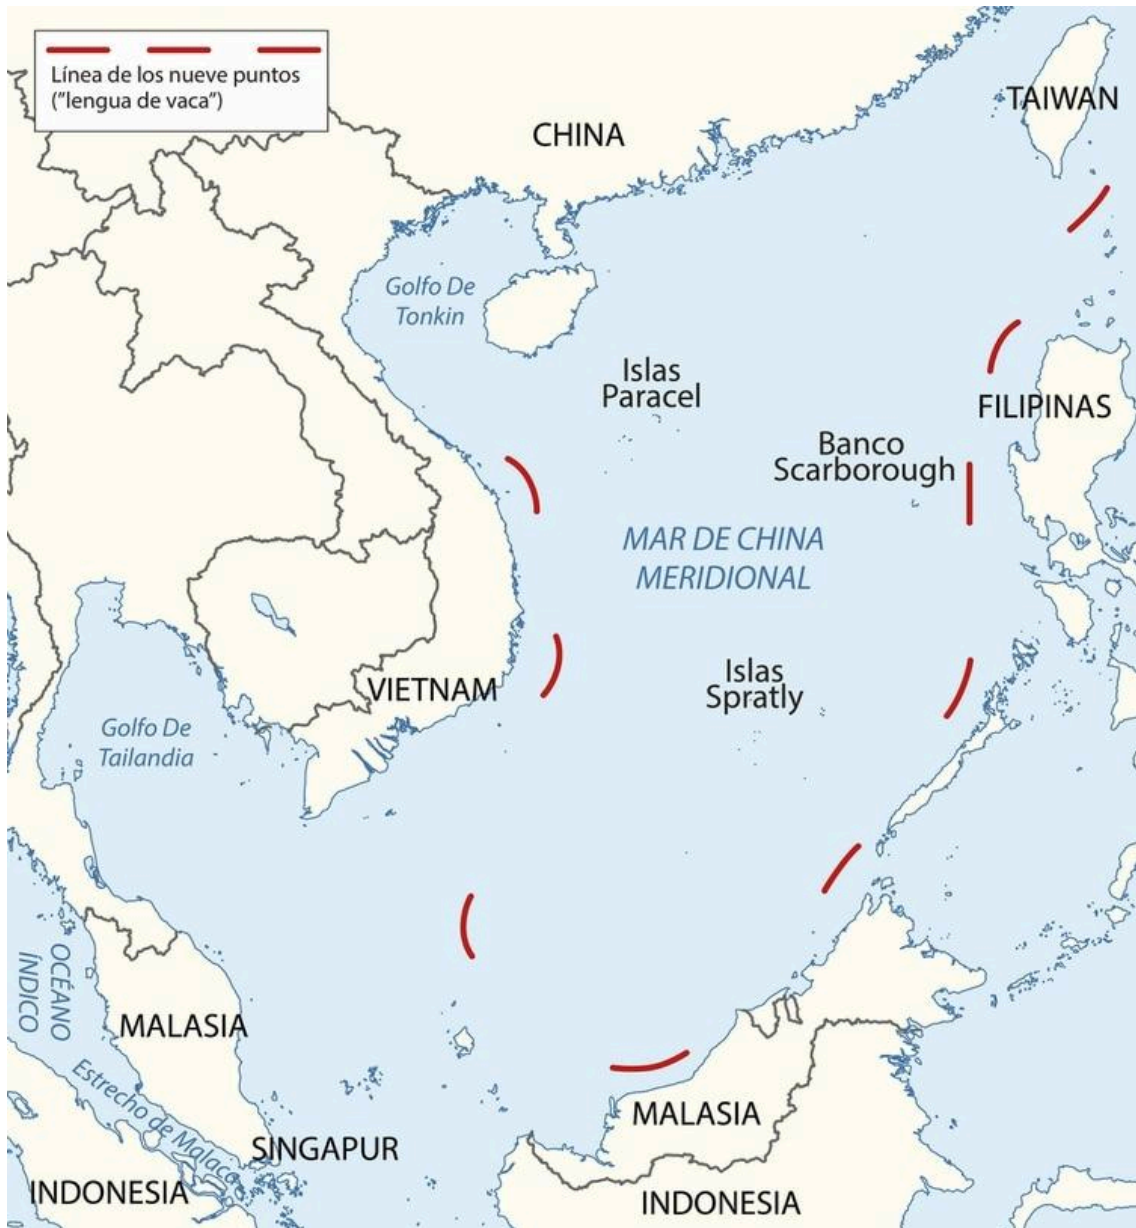 Línea de los nueve puntos
("lengua de vaca")
TAIWAN
CHINA
Golfo De
Tonkin
Islas
Paracel
FILIPINAS
Banco
Scarborough
MAR DE CHINA
MERIDIONAL
Islas
Spratly
VIETNAM
Golfo De
Tailandia
OCÉANO
ÍNDICO
MALASIA
Estrecho de Malaca
SINGAPUR
MALASIA
INDONESIA
INDONESIA